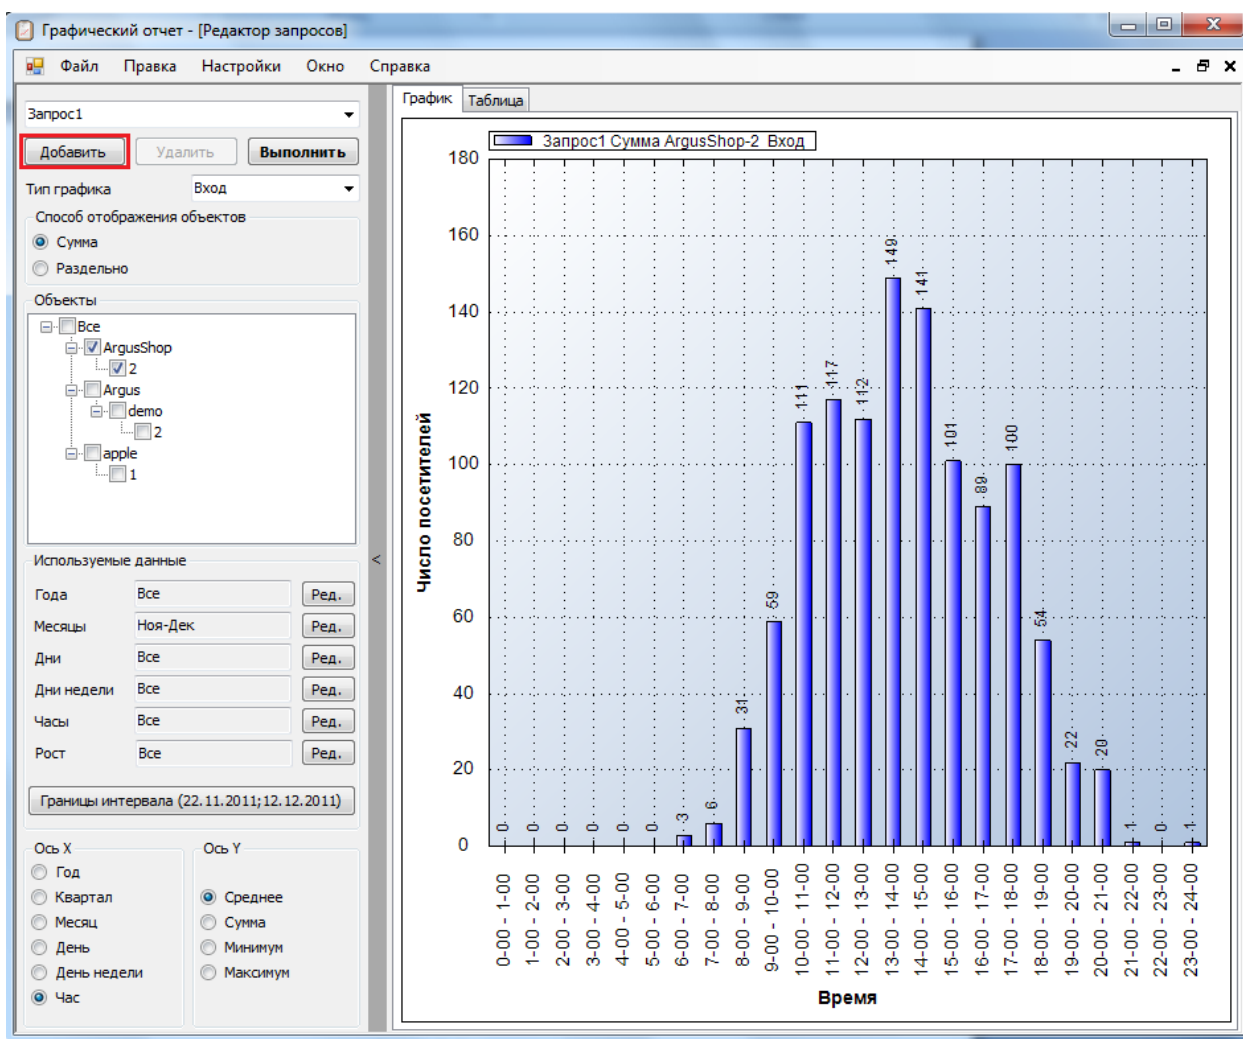 Графический отчет - [Редактор запросов]
Файл Правка Настройки Окно Справка
Запрос1
Добавить Удалить Выполнить
Тип графика Вход
Способ отображения объектов
Сумма
Раздельно
Объекты
Все
ArgusShop
2
Argus
demo
2
apple
1
Используемые данные
Года Все Ред.
Месяцы Ноя-Дек Ред.
Дни Все Ред.
Дни недели Все Ред.
Часы Все Ред.
Рост Все Ред.
Границы интервала (22.11.2011;12.12.2011)
Ось X
Год
Квартал
Месяц
День
День недели
Час
Ось Y
Среднее
Сумма
Минимум
Максимум
<
График Таблица
Запрос1 Сумма ArgusShop-2 Вход
Число посетителей
180
160
140
120
100
80
60
40
20
0
0 0 0 0 0 0 3 6 31 59 111 117 112 149 141 101 89 100 54 22 20 1 0 1
0-00 - 1-00
1-00 - 2-00
2-00 - 3-00
3-00 - 4-00
4-00 - 5-00
5-00 - 6-00
6-00 - 7-00
7-00 - 8-00
8-00 - 9-00
9-00 - 10-00
10-00 - 11-00
11-00 - 12-00
12-00 - 13-00
13-00 - 14-00
14-00 - 15-00
15-00 - 16-00
16-00 - 17-00
17-00 - 18-00
18-00 - 19-00
19-00 - 20-00
20-00 - 21-00
21-00 - 22-00
22-00 - 23-00
23-00 - 24-00
Время